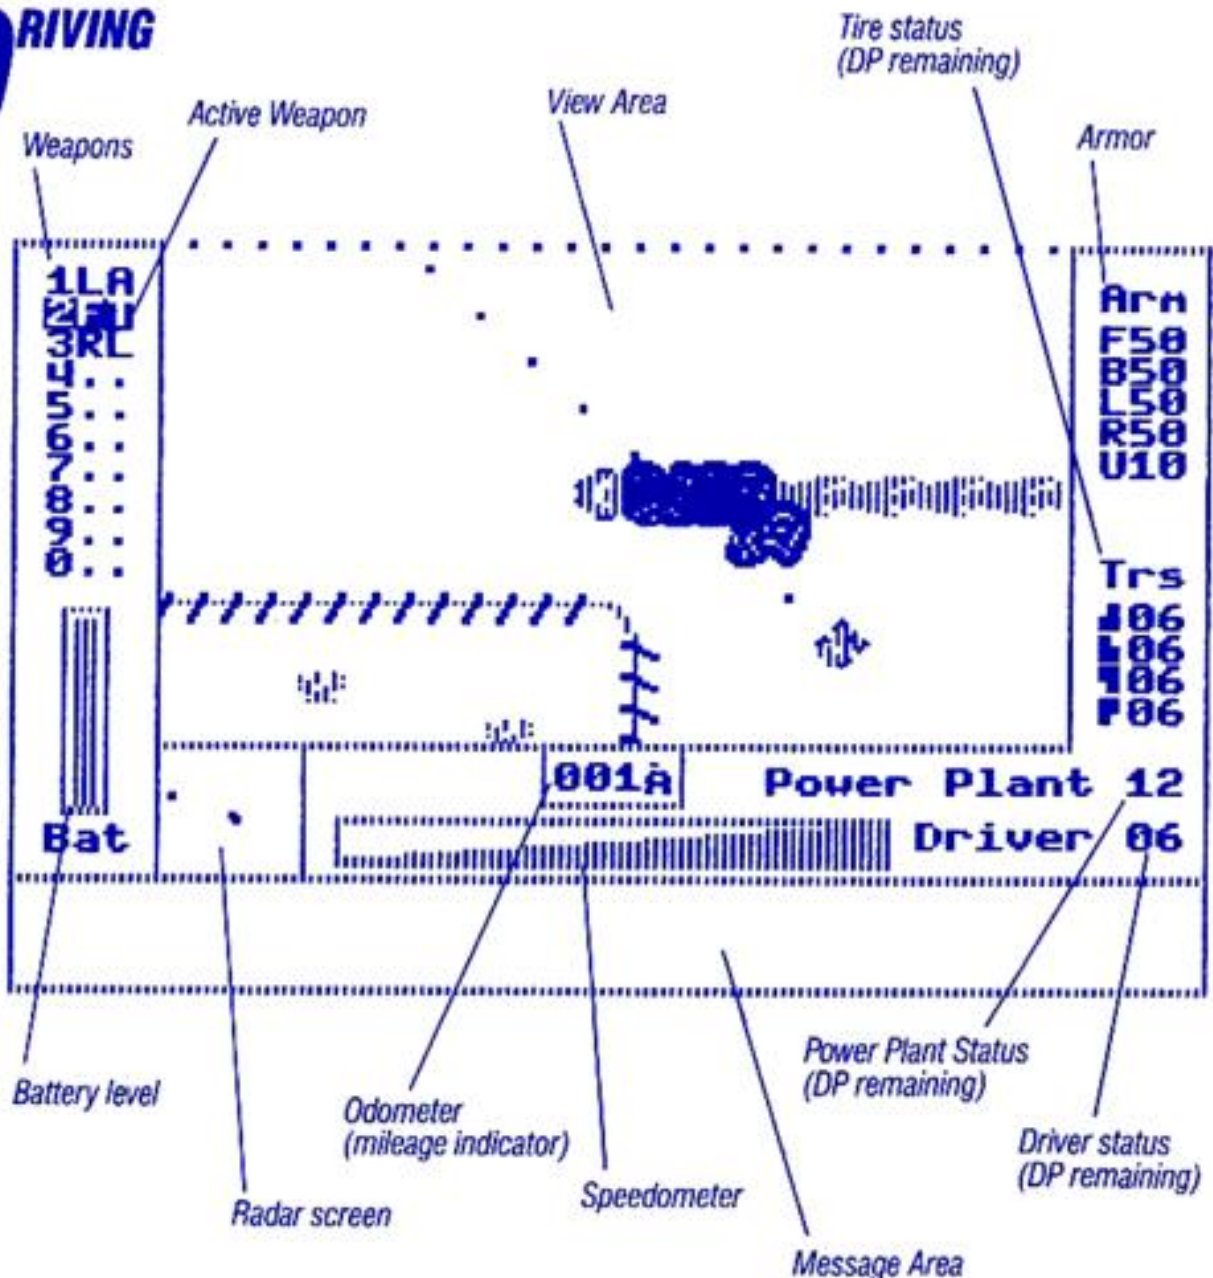 DRIVING
Tire status
(DP remaining)
View Area
Active Weapon
Weapons
Armor
1LA
3RL
4..
5..
6..
7..
8..
9..
0..
Bat
Arm
F50
B50
L50
R50
U10
Trs
06
06
06
06
001
Power Plant 12
Driver 06
Battery level
Odometer
(mileage indicator)
Radar screen
Speedometer
Message Area
Power Plant Status
(DP remaining)
Driver status
(DP remaining)